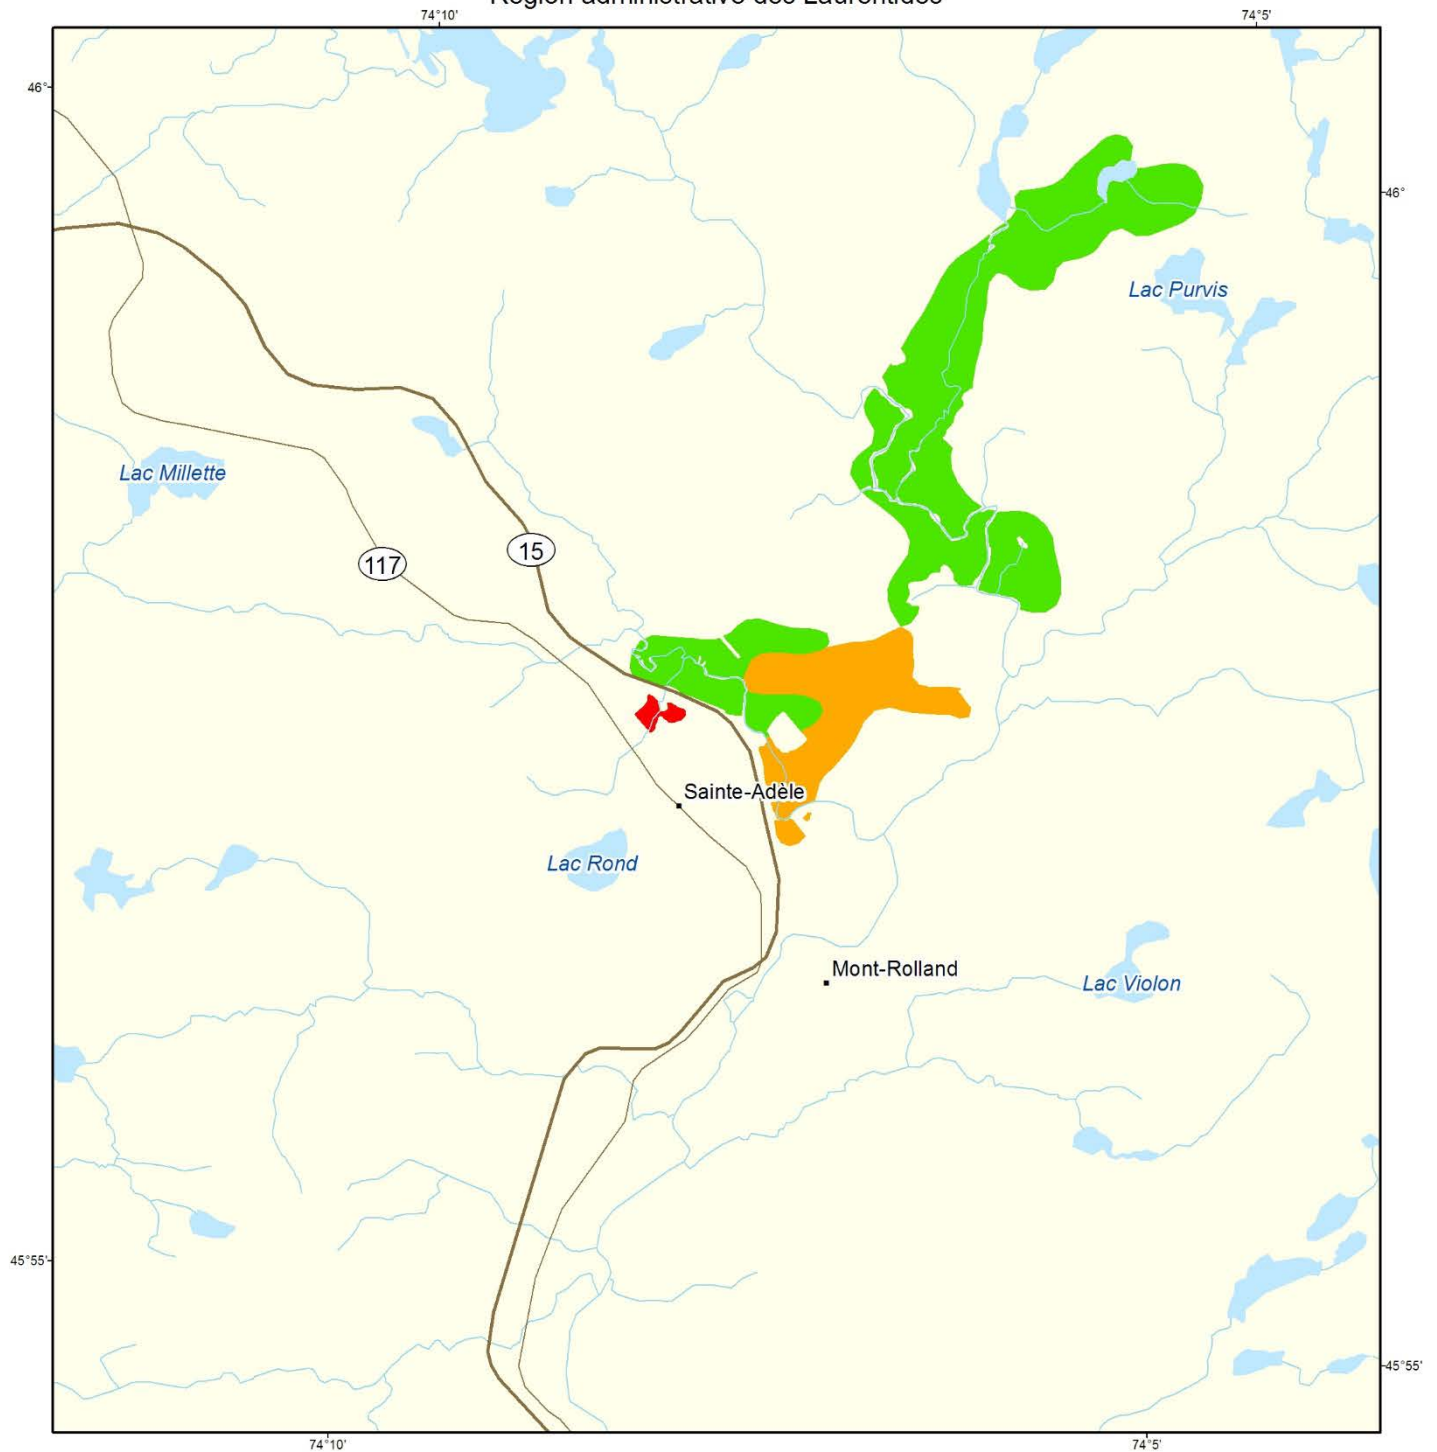 Région administrative des Laurentides
74°10'
74°5'
46°
46°
Lac Purvis
Lac Millette
15
117
Sainte-Adèle
Lac Rond
Mont-Rolland
Lac Violon
45°55'
45°55'
74°10'
74°5'